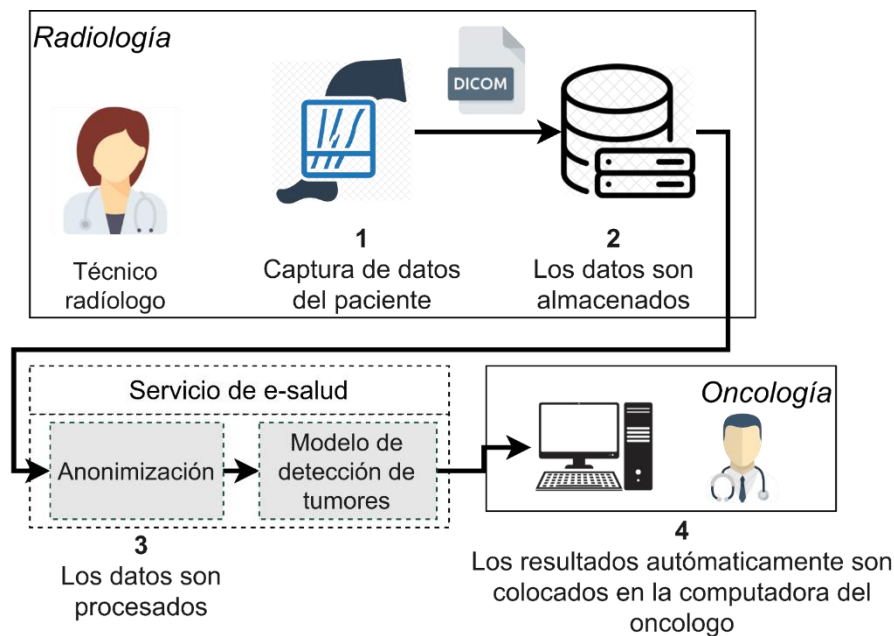 Radiología
DICOM
Técnico
radíologo
1
Captura de datos
del paciente
2
Los datos son
almacenados
Servicio de e-salud
Anonimización
Modelo de
detección de
tumores
3
Los datos son
procesados
Oncología
4
Los resultados autómaticamente son
colocados en la computadora del
oncologo